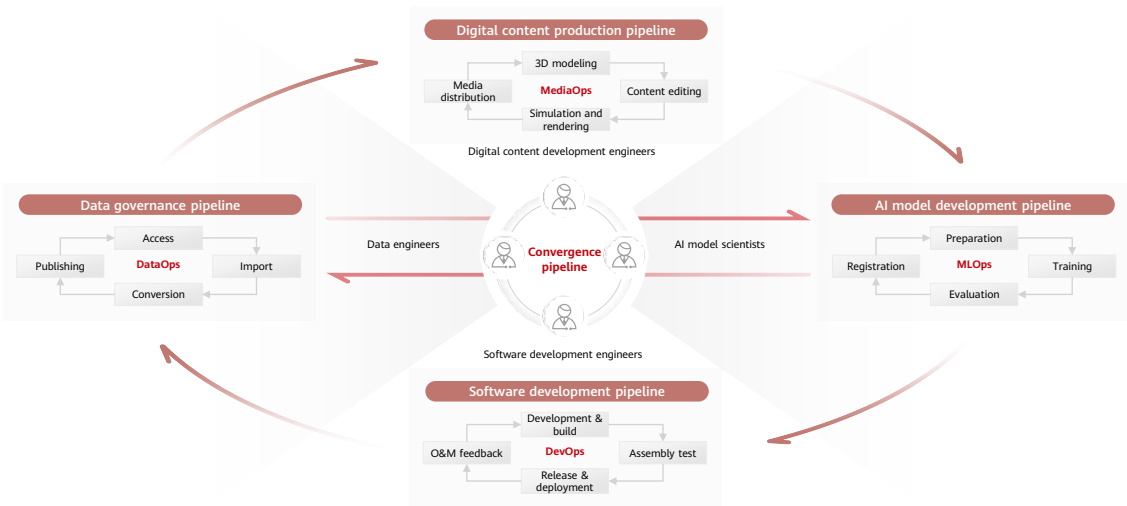 Digital content production pipeline
3D modeling
Media
distribution
MediaOps
Content editing
Simulation and
rendering
Digital content development engineers
Data governance pipeline
Access
Publishing
DataOps
Import
Conversion
Data engineers
Convergence
pipeline
AI model scientists
AI model development pipeline
Preparation
Registration
MLOps
Training
Evaluation
Software development engineers
Software development pipeline
Development &
build
O&M feedback
DevOps
Assembly test
Release &
deployment